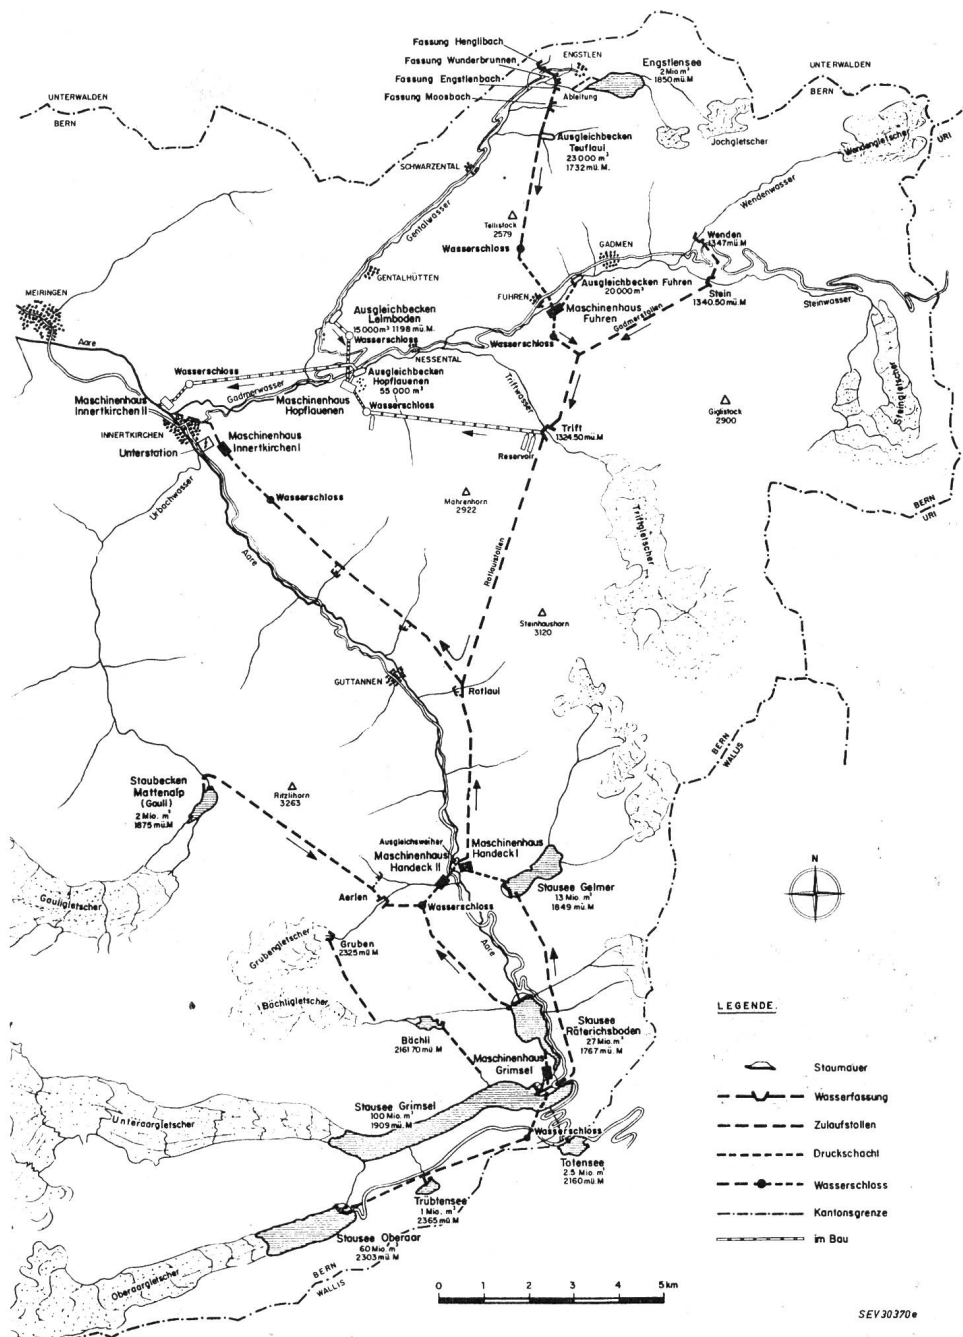 Fassung Henglibach
Fassung Wunderbrunnen
Fassung Engstlenbach
Fassung Moosbach
ENGSTLEN
Engstlensee
2 Mio m³
1850 mü.M
Ableitung
UNTERWALDEN
BERN
UNTERWALDEN
BERN
URI
Jochgletscher
Wendengletscher
Ausgleichbecken
Teuflaui
23000 m³
1732 mü.M.
SCHWARZENTAL
Gentalwasser
Tellistock
2579
Wasserschloss
Wendenwasser
Wenden
1347 mü.M
GADMEN
GENTALHÜTTEN
MEIRINGEN
Ausgleichbecken Fuhren
20000 m³
FUHREN
Maschinenhaus
Fuhren
Stein
1340.50 mü.M
Steinwasser
Gadmerstollen
Ausgleichbecken
Leimboden
15000 m³ 1198 mü.M.
Wasserschloss
Wasserschloss
NESSENTAL
Aare
Wasserschloss
Gadmerwasser
Ausgleichbecken
Hopflauenen
55000 m³
Triftwasser
Steingletscher
Maschinenhaus
Innertkirchen II
Maschinenhaus
Hopflauenen
Wasserschloss
Giglistock
2900
INNERTKIRCHEN
Maschinenhaus
Innertkirchen I
Unterstation
Trift
1324.50 mü.M
Reservoir
Urbachwasser
Wasserschloss
Mährenhorn
2922
BERN
URI
Triftgletscher
Aare
Rotlauistollen
Steinhaushorn
3120
GUTTANNEN
Rotlaui
BERN
WALLIS
Staubecken
Mattenalp
(Gauli)
2 Mio. m³
1875 mü.M
Ritzlihorn
3263
Ausgleichsweiher
Maschinenhaus
Handeck II
Maschinenhaus
Handeck I
Stausee Gelmer
13 Mio. m³
1849 mü.M
Aerlen
Wasserschloss
N
Gauligletscher
Grubengletscher
Gruben
2325 mü.M
Aare
Bächligletscher
Bächli
2161.70 mü.M
Stausee
Räterichsboden
27 Mio. m³
1767 mü.M
Maschinenhaus
Grimsel
Stausee Grimsel
100 Mio. m³
1909 mü.M
Unteraargletscher
Wasserschloss
Totensee
2.5 Mio. m³
2160 mü.M
Trübtensee
1 Mio. m³
2365 mü.M
Stausee Oberaar
60 Mio. m³
2303 mü.M
Oberaargletscher
BERN
WALLIS
LEGENDE.
Staumauer
Wasserfassung
Zulaufstollen
Druckschacht
Wasserschloss
Kantonsgrenze
im Bau
0 1 2 3 4 5 km
SEV30370e